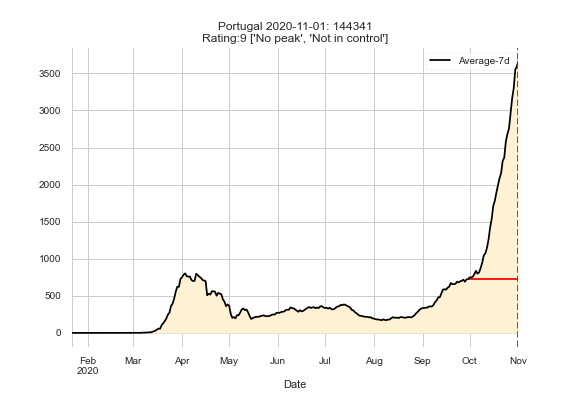 Portugal 2020-11-01: 144341
Rating:9 ['No peak', 'Not in control']
Average-7d
3500
3000
2500
2000
1500
1000
500
0
Feb
2020
Mar
Apr
May
Jun
Jul
Aug
Sep
Oct
Nov
Date